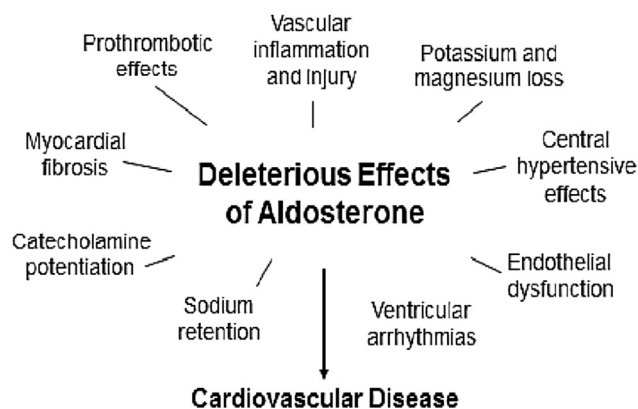 Vascular
inflammation
and Injury
Prothrombotic
effects
Potassium and
magnesium loss
Myocardial
fibrosis
Central
hypertensive
effects
Deleterious Effects
of Aldosterone
Catecholamine
potentiation
Endothelial
dysfunction
Sodium
retention
Ventricular
arrhythmias
Cardiovascular Disease